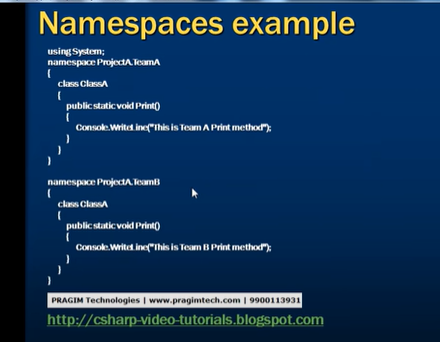 Namespaces example
using System;
namespace ProjectA.TeamA
{
class ClassA
{
public static void Print()
{
Console.WriteLine("This is Team A Print method");
}
}
}
namespace ProjectA.TeamB
{
class ClassA
{
public static void Print()
{
Console.WriteLine("This is Team B Print method");
}
}
}
PRAGIM Technologies | www.pragimtech.com | 9900113931
http://csharp-video-tutorials.blogspot.com